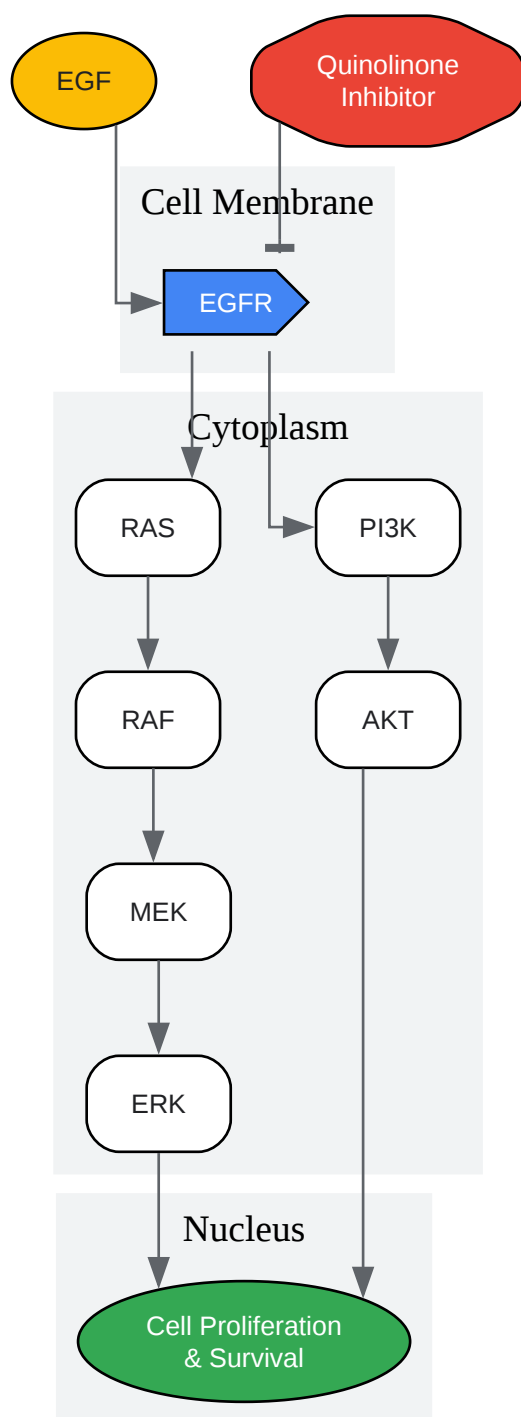 EGF
Quinolinone
Inhibitor
Cell Membrane
EGFR
Cytoplasm
RAS
PI3K
RAF
AKT
MEK
ERK
Nucleus
Cell Proliferation
& Survival